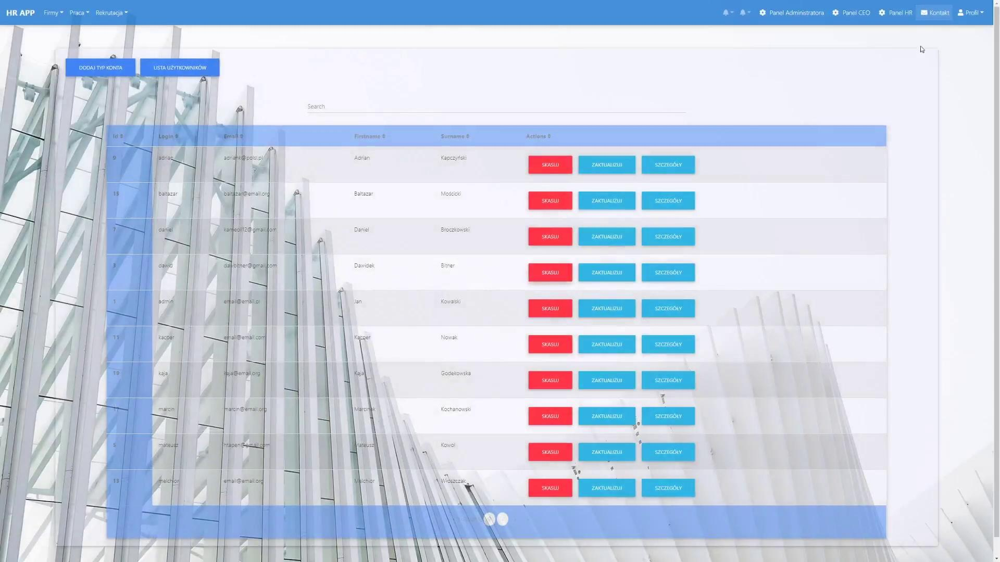 HR APP Firmy Praca Rekrutacja Panel Administratora Panel CEO Panel HR Kontakt Profil
DODAJ TYP KONTA LISTA UŻYTKOWNIKÓW
Search
Id Login Email Firstname Surname Actions
9 adrian adriank@polsl.pl Adrian Kapczyński SKASUJ ZAKTUALIZUJ SZCZEGÓŁY
15 baltazar baltazar@email.org Baltazar Mościcki SKASUJ ZAKTUALIZUJ SZCZEGÓŁY
7 daniel kameoll12@gmail.com Daniel Broczkowski SKASUJ ZAKTUALIZUJ SZCZEGÓŁY
3 dawid dawbitner@gmail.com Dawidek Bitner SKASUJ ZAKTUALIZUJ SZCZEGÓŁY
1 admin email@email.pl Jan Kowalski SKASUJ ZAKTUALIZUJ SZCZEGÓŁY
11 kacper email@email.com Kacper Nowak SKASUJ ZAKTUALIZUJ SZCZEGÓŁY
19 kaja kaja@email.org Kaja Godekowska SKASUJ ZAKTUALIZUJ SZCZEGÓŁY
17 marcin marcin@email.org Marcinek Kochanowski SKASUJ ZAKTUALIZUJ SZCZEGÓŁY
5 mateusz htapen@gmail.com Mateusz Kowol SKASUJ ZAKTUALIZUJ SZCZEGÓŁY
13 melchior email@email.org Melchior Włoszczak SKASUJ ZAKTUALIZUJ SZCZEGÓŁY